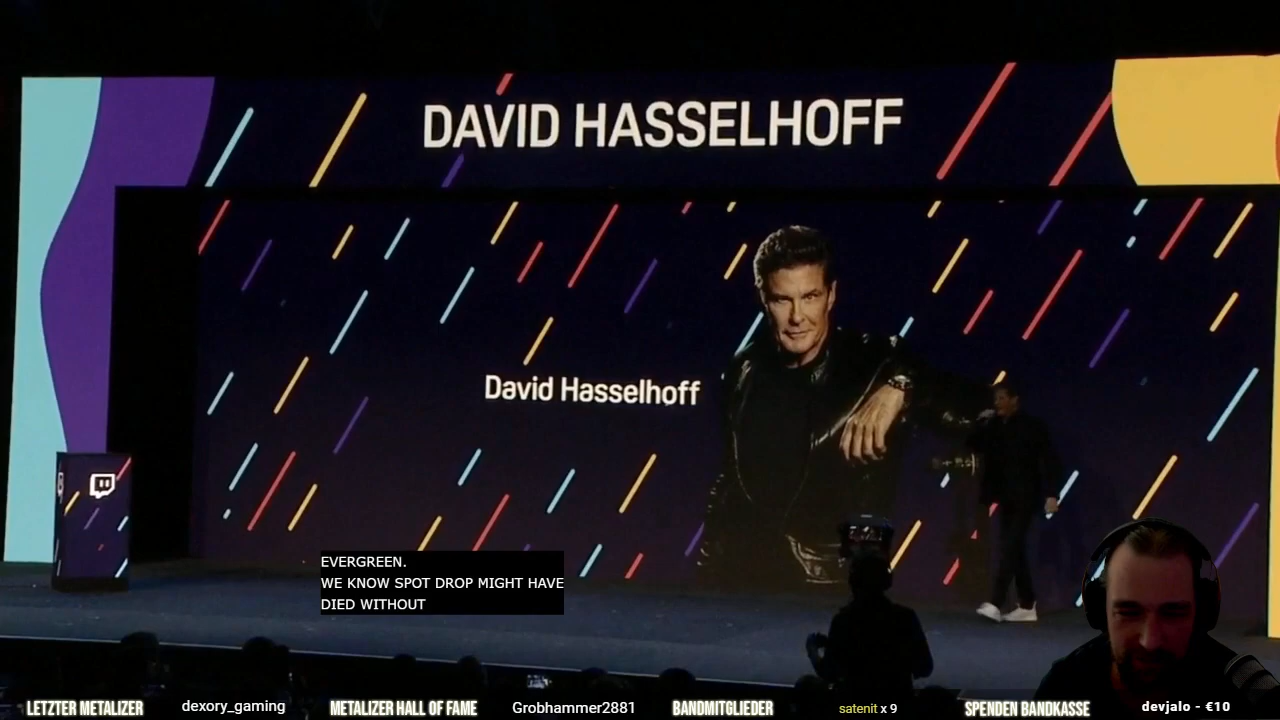 DAVID HASSELHOFF
David Hasselhoff
EVERGREEN.
WE KNOW SPOT DROP MIGHT HAVE
DIED WITHOUT
LETZTER METALIZER dexory_gaming METALIZER HALL OF FAME Grobhammer2881 BANDMITGLIEDER satenit x 9 SPENDEN BANDKASSE devjalo - €10